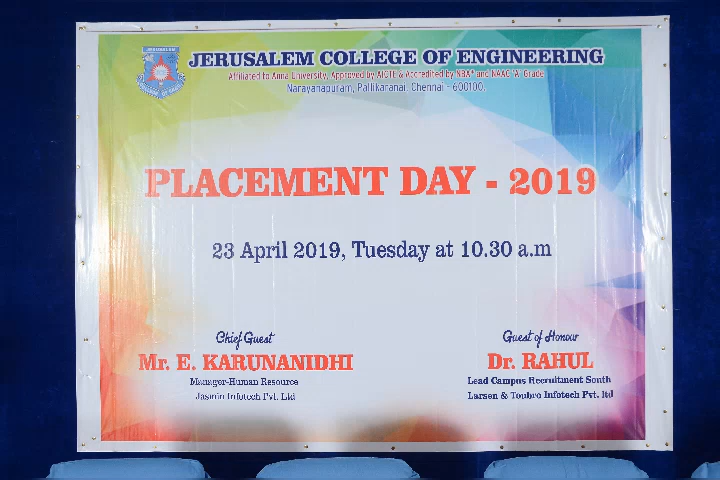 JERUSALEM COLLEGE OF ENGINEERING
Affiliated to Anna University, Approved by AICTE & Accredited by NBA* and NAAC 'A' Grade
Narayanapuram, Pallikaranai, Chennai - 600100.
PLACEMENT DAY - 2019
23 April 2019, Tuesday at 10.30 a.m
Chief Guest
Mr. E. KARUNANIDHI
Manager-Human Resource
Jasmin Infotech Pvt. Ltd
Guest of Honour
Dr. RAHUL
Lead Campus Recruitment South
Larsen & Toubro Infotech Pvt. ltd